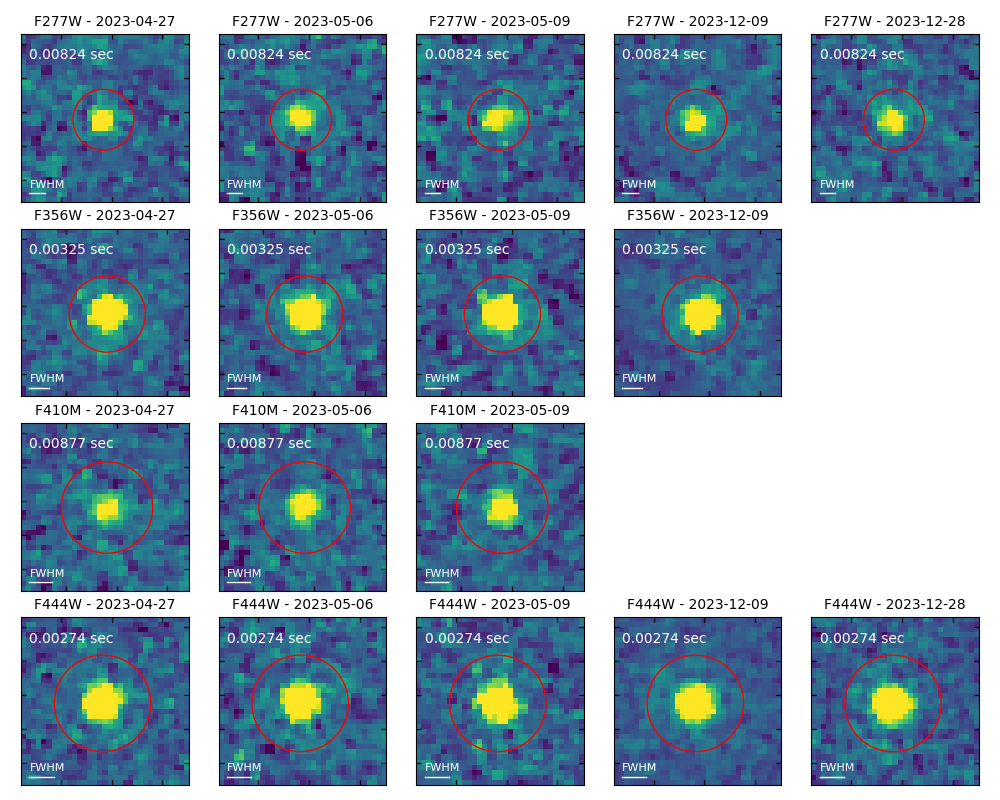 F277W - 2023-04-27
F277W - 2023-05-06
F277W - 2023-05-09
F277W - 2023-12-09
F277W - 2023-12-28
0.00824 sec
0.00824 sec
0.00824 sec
0.00824 sec
0.00824 sec
FWHM
FWHM
FWHM
FWHM
FWHM
F356W - 2023-04-27
F356W - 2023-05-06
F356W - 2023-05-09
F356W - 2023-12-09
0.00325 sec
0.00325 sec
0.00325 sec
0.00325 sec
FWHM
FWHM
FWHM
FWHM
F410M - 2023-04-27
F410M - 2023-05-06
F410M - 2023-05-09
0.00877 sec
0.00877 sec
0.00877 sec
FWHM
FWHM
FWHM
F444W - 2023-04-27
F444W - 2023-05-06
F444W - 2023-05-09
F444W - 2023-12-09
F444W - 2023-12-28
0.00274 sec
0.00274 sec
0.00274 sec
0.00274 sec
0.00274 sec
FWHM
FWHM
FWHM
FWHM
FWHM